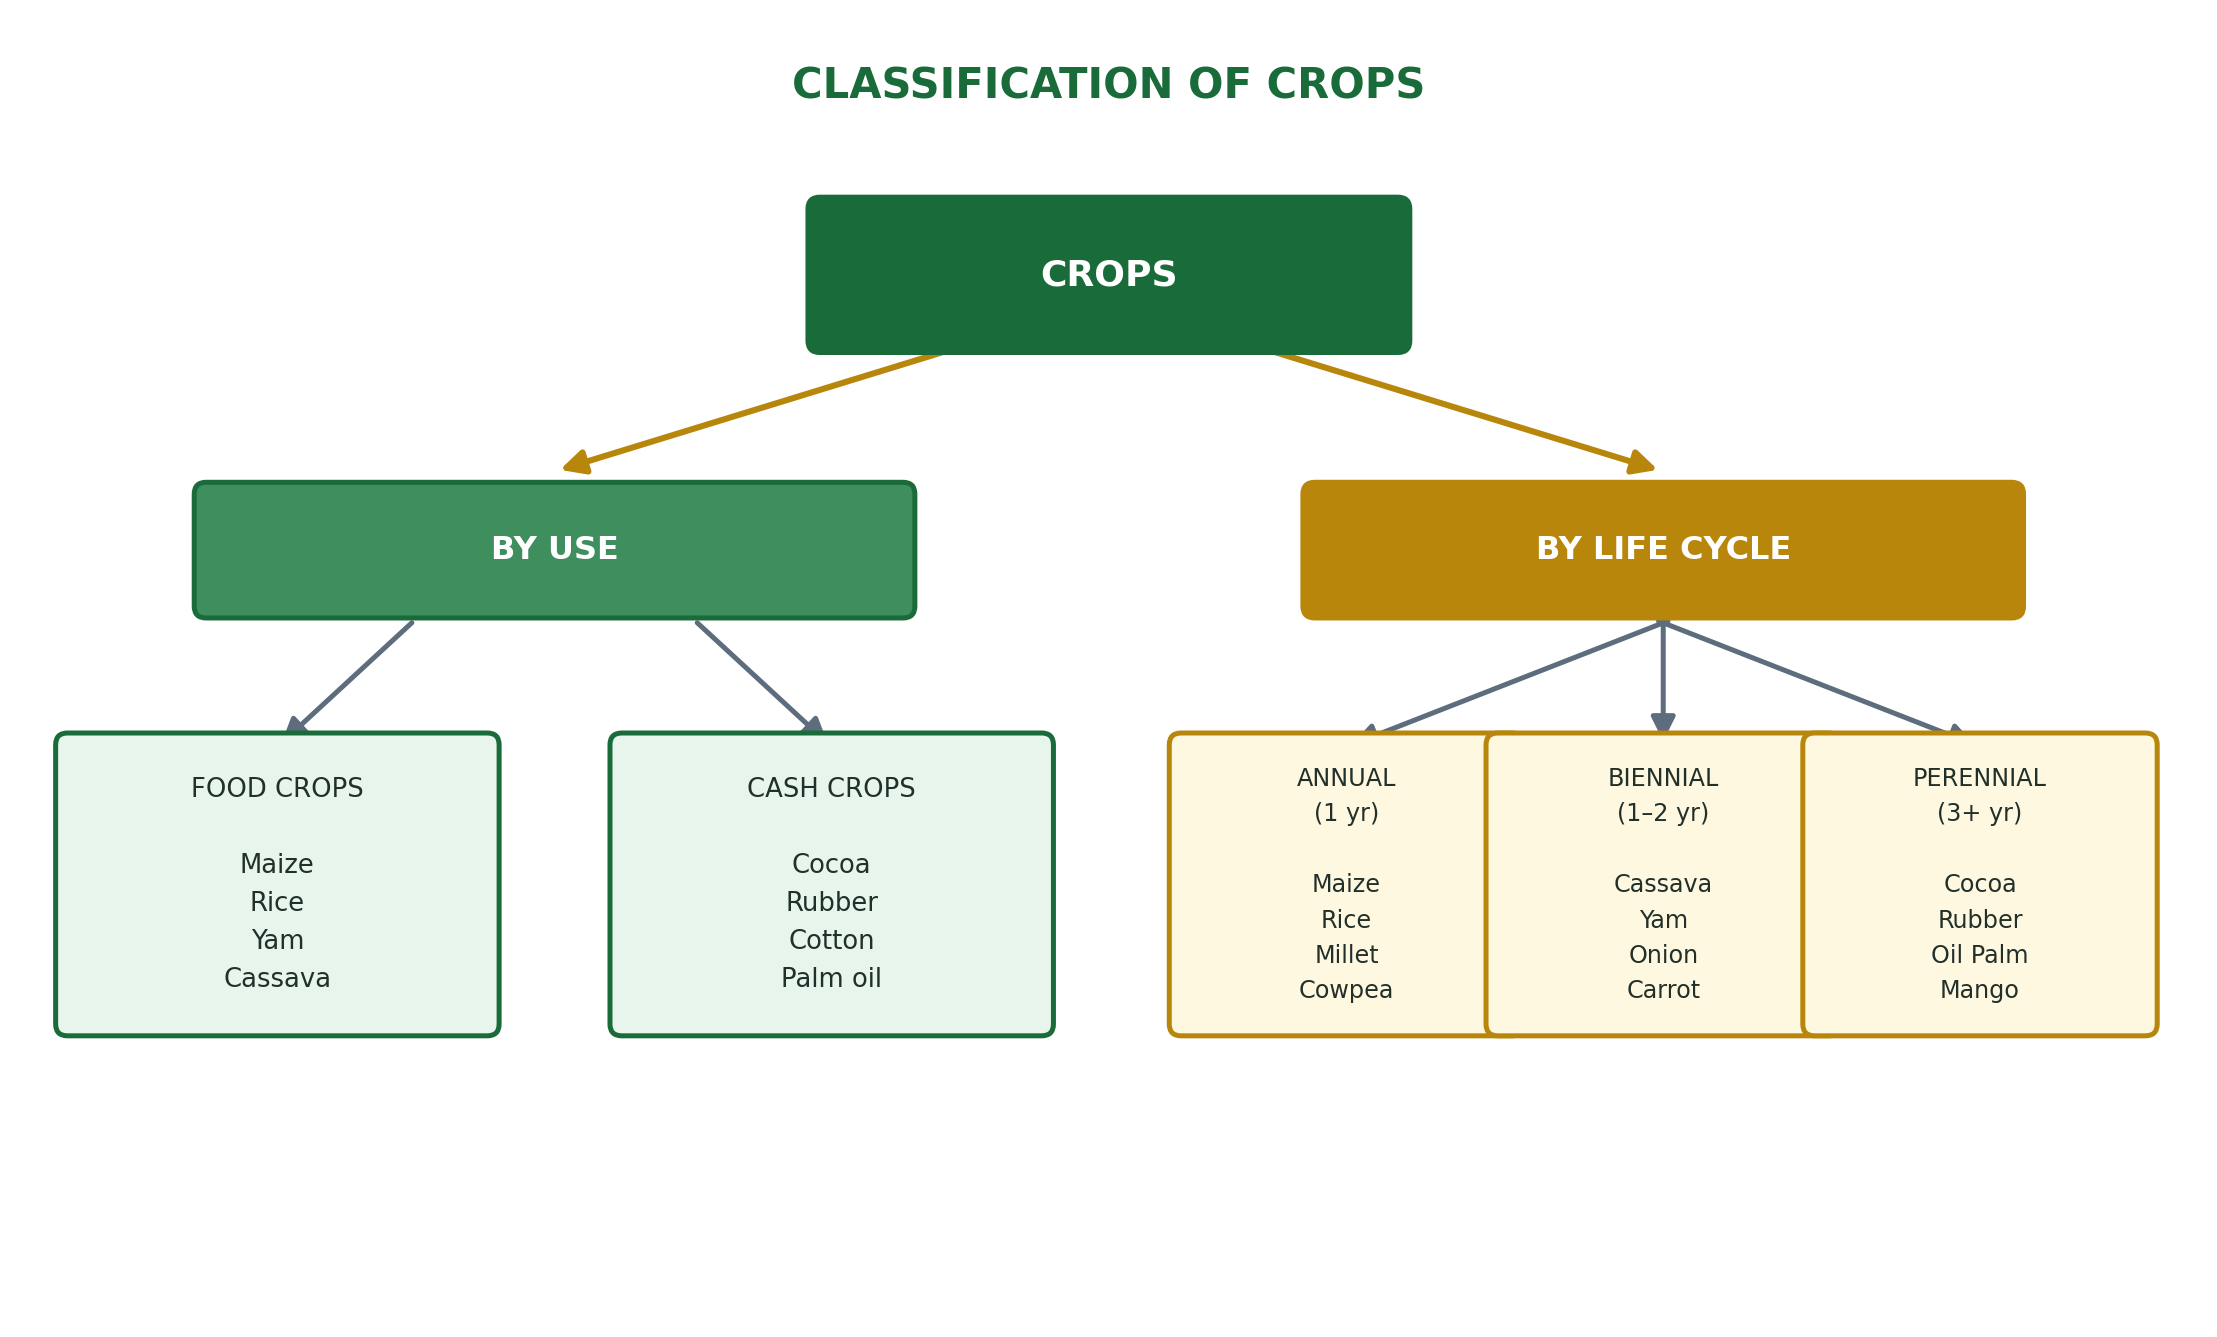 CLASSIFICATION OF CROPS
CROPS
BY USE
BY LIFE CYCLE
FOOD CROPS
Maize
Rice
Yam
Cassava
CASH CROPS
Cocoa
Rubber
Cotton
Palm oil
ANNUAL
(1 yr)
Maize
Rice
Millet
Cowpea
BIENNIAL
(1–2 yr)
Cassava
Yam
Onion
Carrot
PERENNIAL
(3+ yr)
Cocoa
Rubber
Oil Palm
Mango